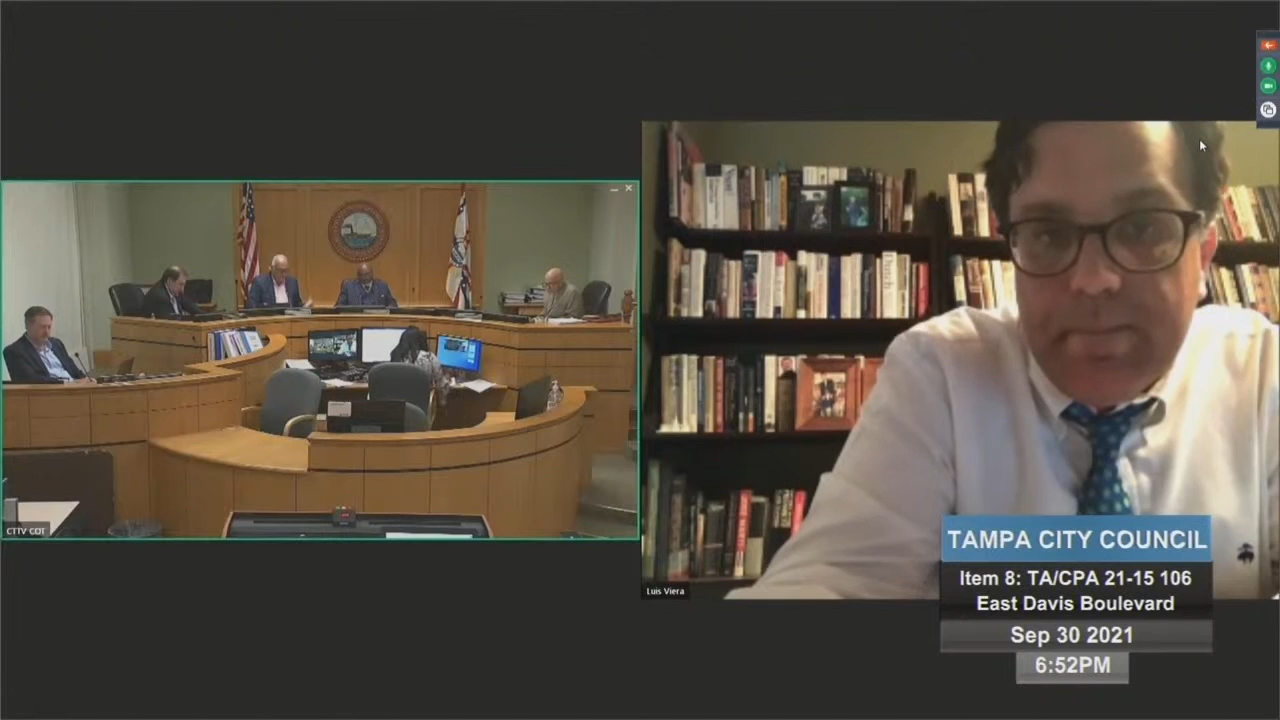 CTTV CDT
Luis Viera
TAMPA CITY COUNCIL
Item 8: TA/CPA 21-15 106
East Davis Boulevard
Sep 30 2021
6:52PM